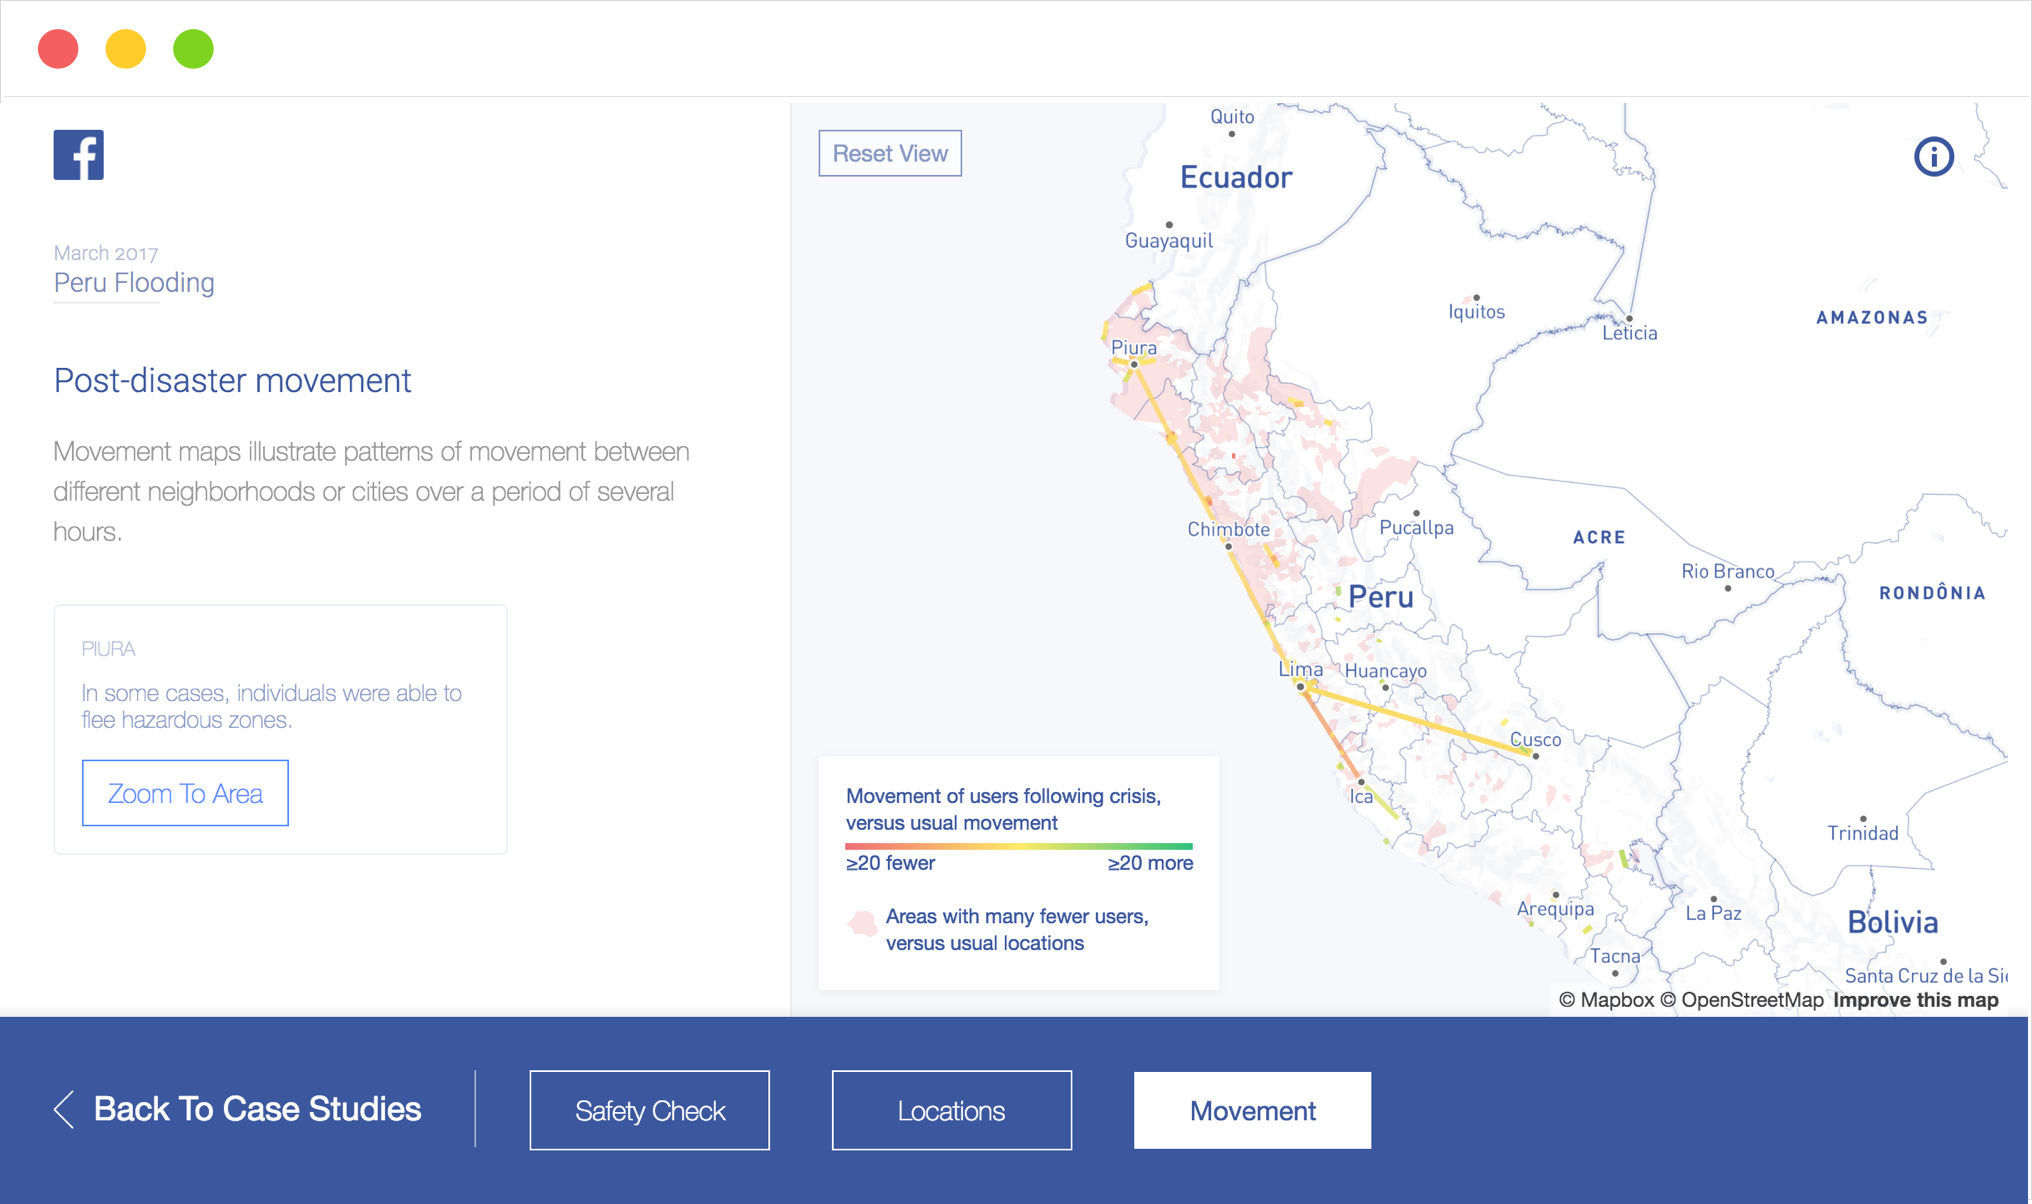 March 2017
Peru Flooding
Post-disaster movement
Movement maps illustrate patterns of movement between
different neighborhoods or cities over a period of several
hours.
PIURA
In some cases, individuals were able to
flee hazardous zones.
Zoom To Area
Reset View
Quito
Ecuador
Guayaquil
Iquitos
Leticia
AMAZONAS
Piura
Chimbote
Pucallpa
ACRE
Rio Branco
RONDÔNIA
Peru
Lima
Huancayo
Cusco
Ica
Trinidad
Arequipa
La Paz
Bolivia
Tacna
Santa Cruz de la Sie
Movement of users following crisis,
versus usual movement
≥20 fewer
≥20 more
Areas with many fewer users,
versus usual locations
© Mapbox © OpenStreetMap Improve this map
Back To Case Studies
Safety Check
Locations
Movement